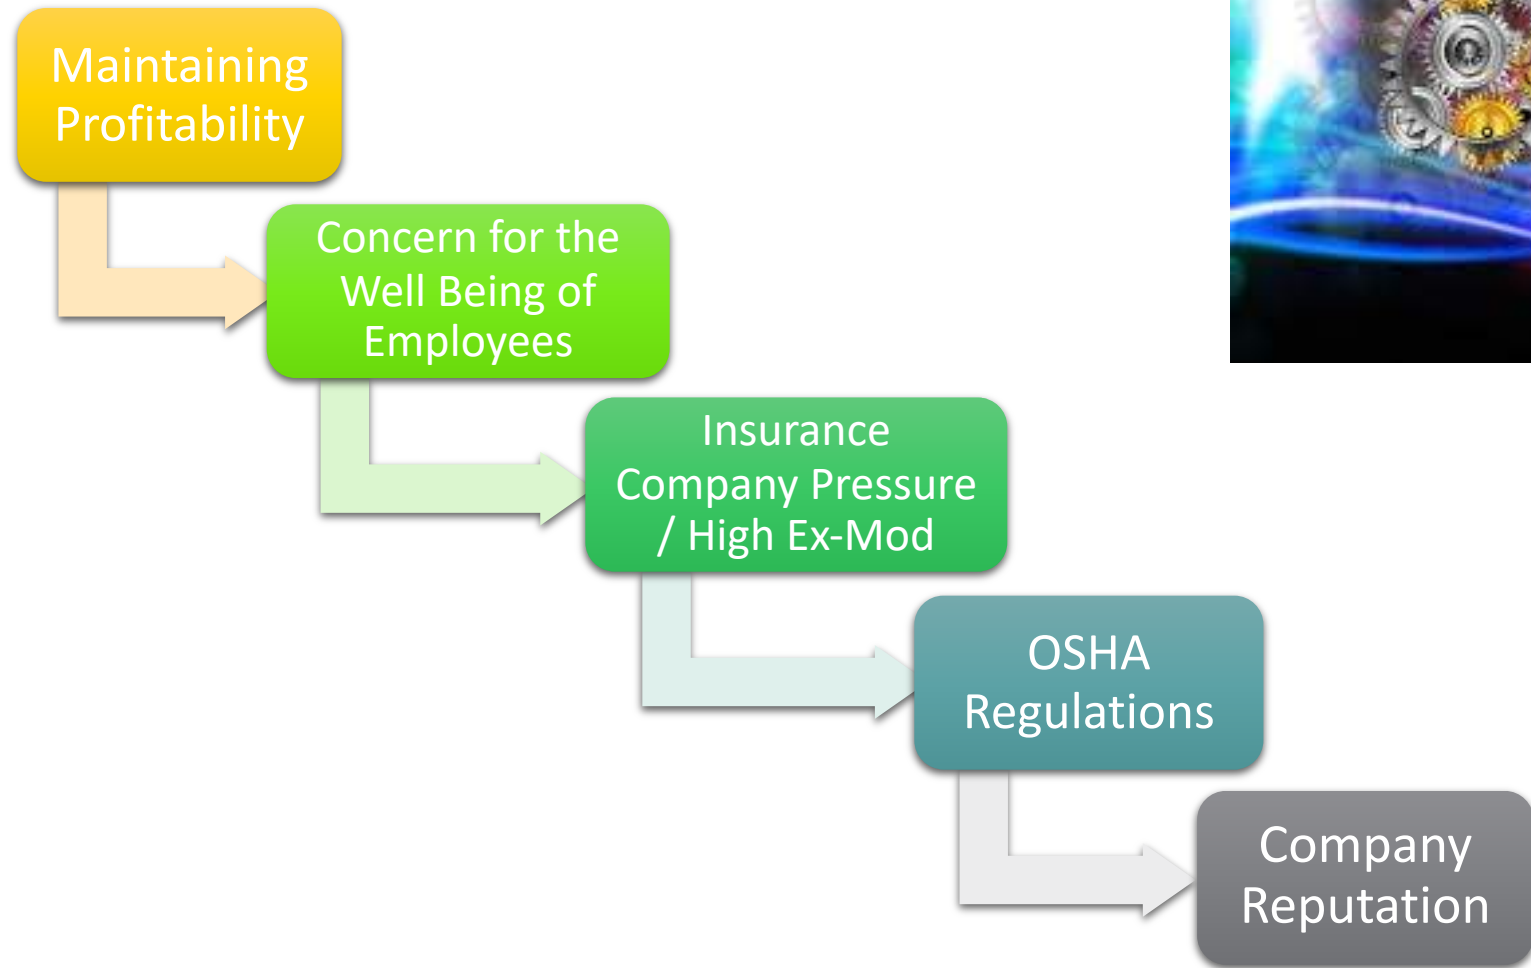 Maintaining
Profitability
Concern for the
Well Being of
Employees
Insurance
Company Pressure
/ High Ex-Mod
OSHA
Regulations
Company
Reputation